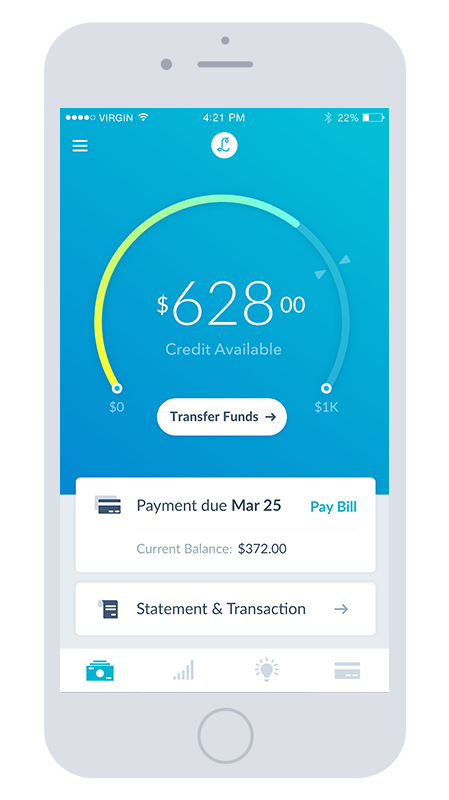 VIRGIN 4:21 PM 22%
L
$628 00
Credit Available
$0 $1K
Transfer Funds →
Payment due Mar 25 Pay Bill
Current Balance: $372.00
Statement & Transaction →